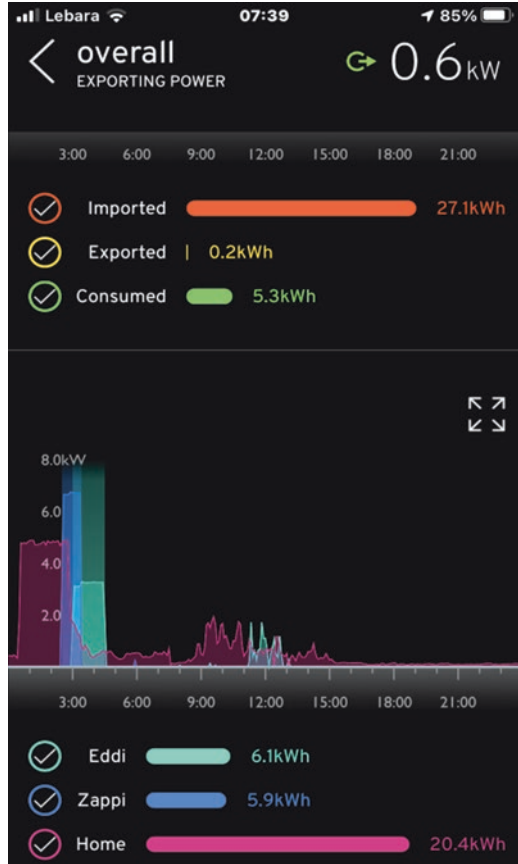 Lebara 07:39 85%
overall
EXPORTING POWER
0.6kW
3:00 6:00 9:00 12:00 15:00 18:00 21:00
Imported 27.1kWh
Exported 0.2kWh
Consumed 5.3kWh
8.0kW
6.0
4.0
2.0
3:00 6:00 9:00 12:00 15:00 18:00 21:00
Eddi 6.1kWh
Zappi 5.9kWh
Home 20.4kWh